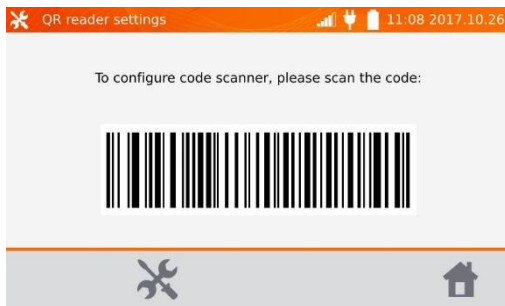 QR reader settings
11:08 2017.10.26
To configure code scanner, please scan the code: